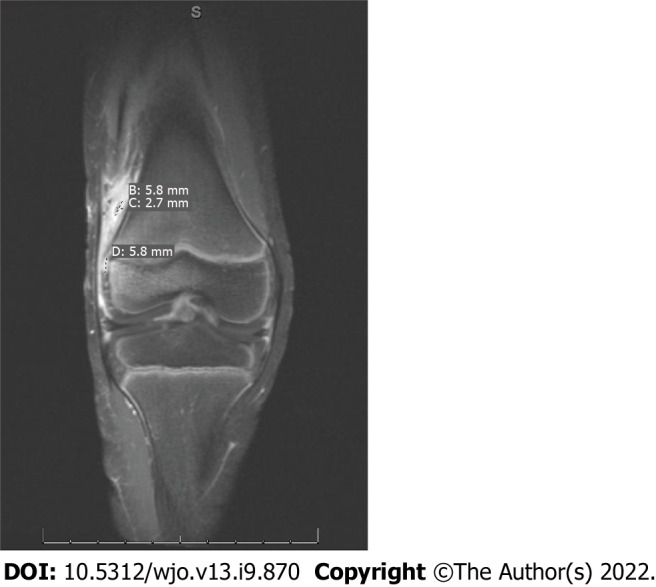 S
B: 5.8 mm
C: 2.7 mm
D: 5.8 mm
DOI: 10.5312/wjo.v13.i9.870 Copyright ©The Author(s) 2022.